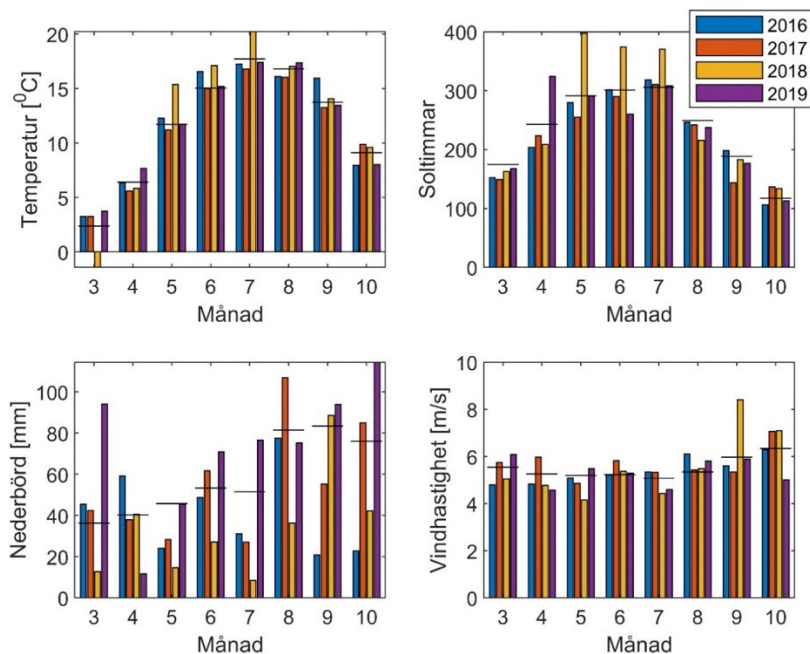 Temperatur [⁰C]
20
15
10
5
0
3 4 5 6 7 8 9 10
Månad
Soltimmar
400
300
200
100
0
3 4 5 6 7 8 9 10
Månad
2016
2017
2018
2019
Nederbörd [mm]
100
80
60
40
20
0
3 4 5 6 7 8 9 10
Månad
Vindhastighet [m/s]
10
8
6
4
2
0
3 4 5 6 7 8 9 10
Månad